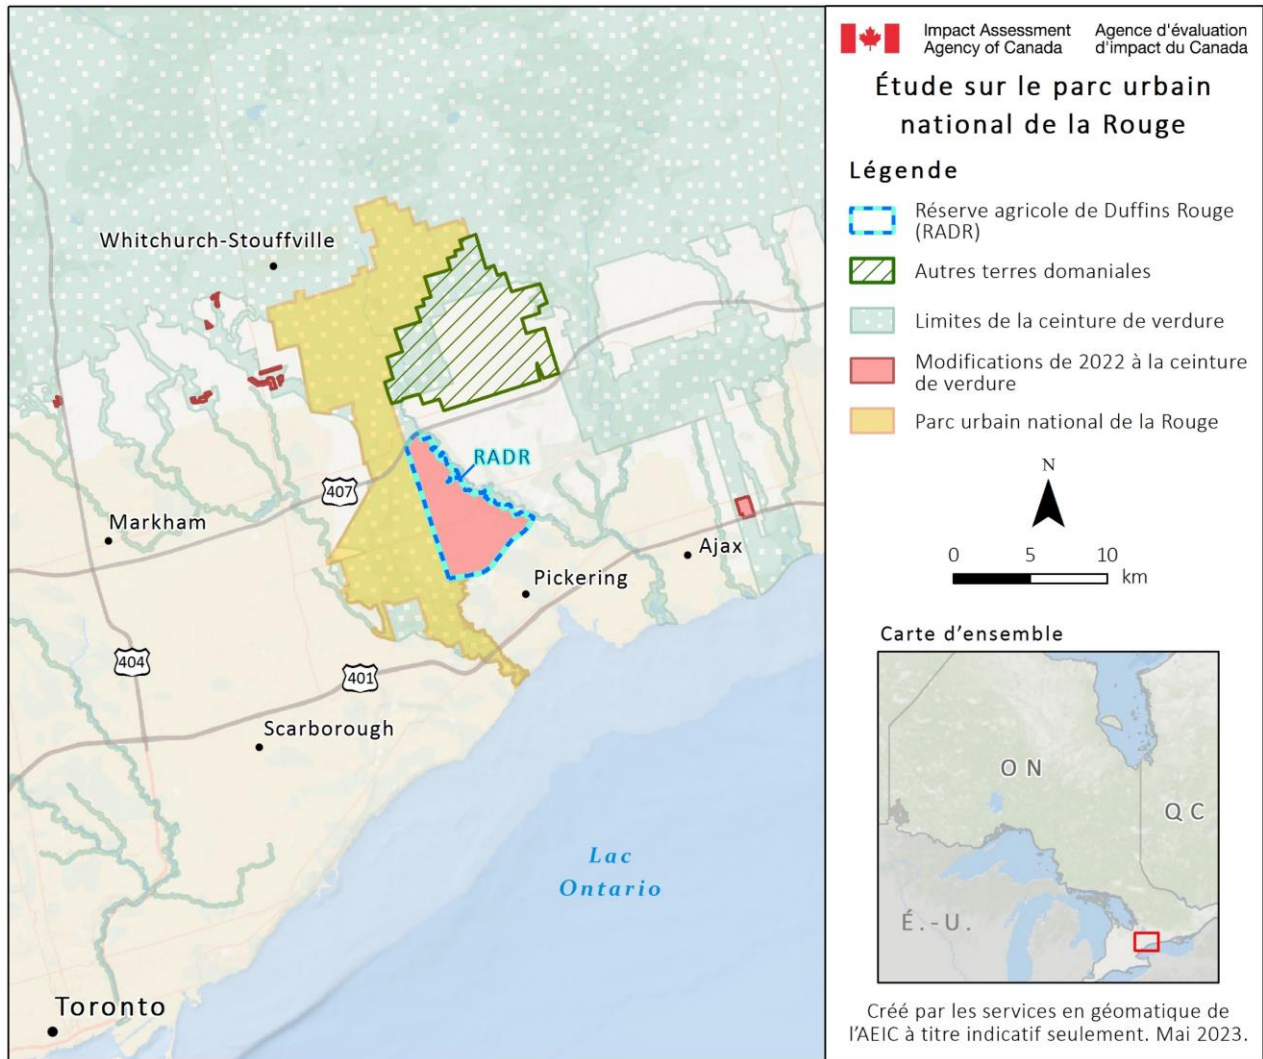 Impact Assessment
Agency of Canada
Agence d'évaluation
d'impact du Canada
Étude sur le parc urbain
national de la Rouge
Légende
Réserve agricole de Duffins Rouge
(RADR)
Autres terres domaniales
Limites de la ceinture de verdure
Modifications de 2022 à la ceinture
de verdure
Parc urbain national de la Rouge
N
0 5 10
km
Carte d'ensemble
ON
QC
É.-U.
Créé par les services en géomatique de
l'AEIC à titre indicatif seulement. Mai 2023.
Whitchurch-Stouffville
RADR
407
Markham
Ajax
Pickering
404
401
Scarborough
Lac
Ontario
Toronto